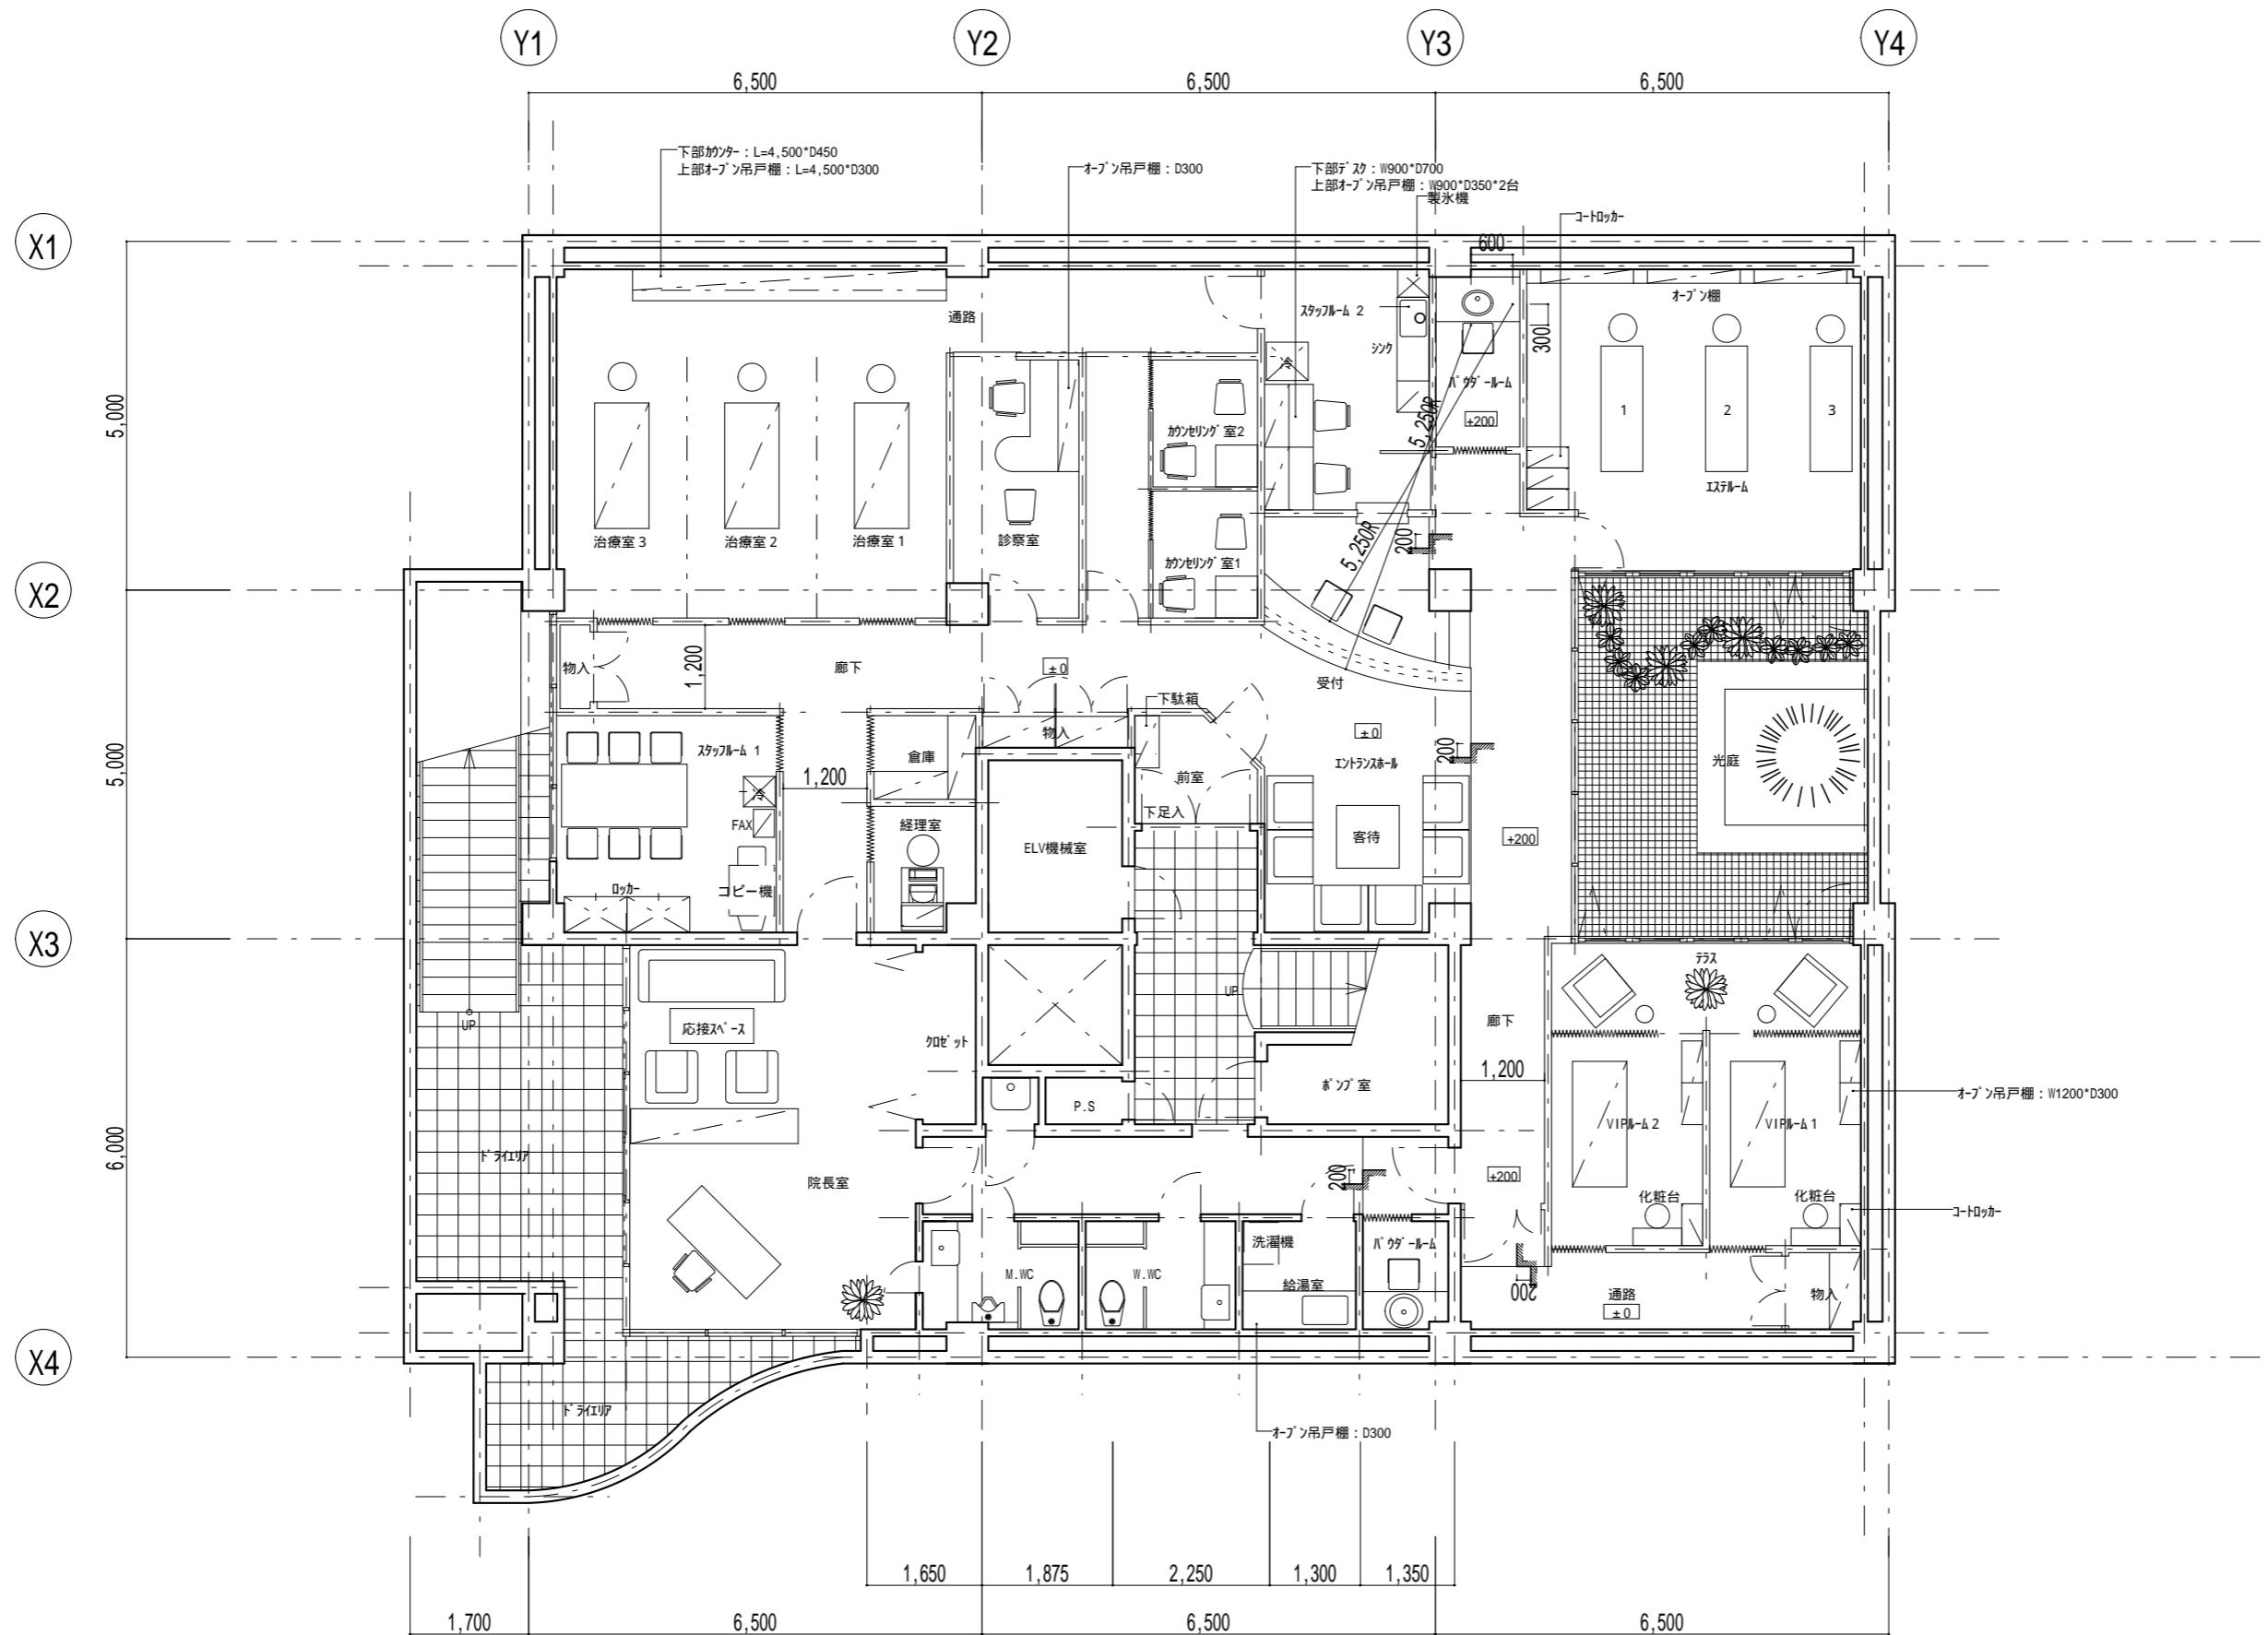 Y1
Y2
Y3
Y4
6,500
6,500
6,500
下部カウンター：L=4,500*D450
上部オープン吊戸棚：L=4,500*D300
オープン吊戸棚：D300
下部デスク：W900*D700
上部オープン吊戸棚：W900*D350*2台
製氷機
コートロッカー
X1
600
オープン棚
スタッフルーム 2
通路
300
シンク
冷
パウダールーム
5,000
1
2
3
5,250R
+200
カウンセリング室2
エステルーム
治療室３
治療室２
治療室１
診察室
5,250R
200
カウンセリング室1
X2
物入
1,200
廊下
±0
受付
下駄箱
±0
物入
スタッフルーム 1
倉庫
200
エントランスホール
光庭
5,000
1,200
前室
冷
下足入
FAX
経理室
客待
+200
ELV機械室
ロッカー
コピー機
X3
テラス
UP
UP
応接スペース
廊下
クロゼット
1,200
ポンプ室
オープン吊戸棚：W1200*D300
P.S
VIPルーム２
VIPルーム１
6,000
ドライエリア
院長室
200
+200
化粧台
化粧台
コートロッカー
洗濯機
パウダールーム
M.WC
W.WC
給湯室
200
通路
物入
±0
X4
ドライエリア
オープン吊戸棚：D300
1,650
1,875
2,250
1,300
1,350
1,700
6,500
6,500
6,500